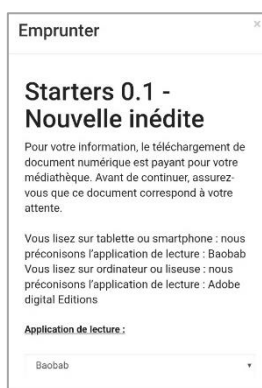 Emprunter
×
Starters 0.1 -
Nouvelle inédite
Pour votre information, le téléchargement de
document numérique est payant pour votre
médiathèque. Avant de continuer, assurez-
vous que ce document correspond à votre
attente.
Vous lisez sur tablette ou smartphone : nous
préconisons l'application de lecture : Baobab
Vous lisez sur ordinateur ou liseuse : nous
préconisons l'application de lecture : Adobe
digital Editions
Application de lecture :
Baobab